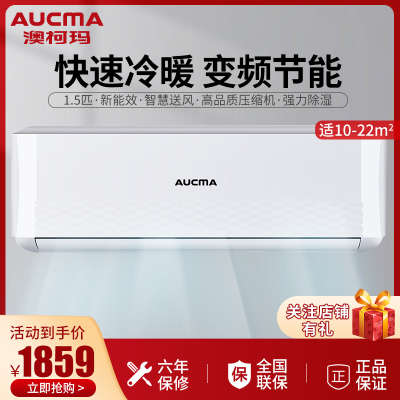 AUCMA
澳柯玛
快速冷暖 变频节能
1.5匹·新能效·智慧送风·高品质压缩机·强力除湿
适10-22m²
AUCMA
关注店铺
有礼
活动到手价
¥1859
立即抢购 >
六年
保修
保
全国
联保
正
正品
保证